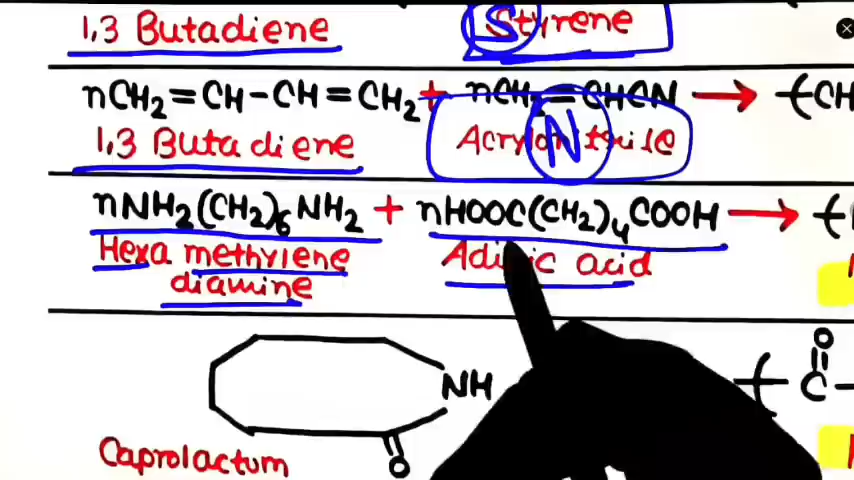 1,3 Butadiene Styrene
nCH₂=CH-CH=CH₂ + nCH₂=CHCN → (CH
1,3 Butadiene Acrylonitrile
N
nNH₂(CH₂)₆NH₂ + nHOOC(CH₂)₄COOH → (
Hexa methylene Adipic acid
diamine
NH
O
C
Caprolactum
O